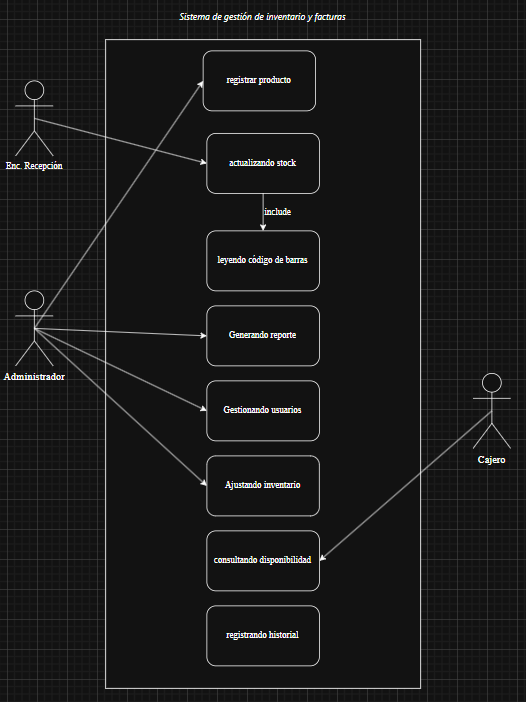 Sistema de gestión de inventario y facturas
registrar producto
Enc. Recepción
actualizando stock
include
leyendo código de barras
Administrador
Generando reporte
Gestionando usuarios
Cajero
Ajustando inventario
consultando disponibilidad
registrando historial